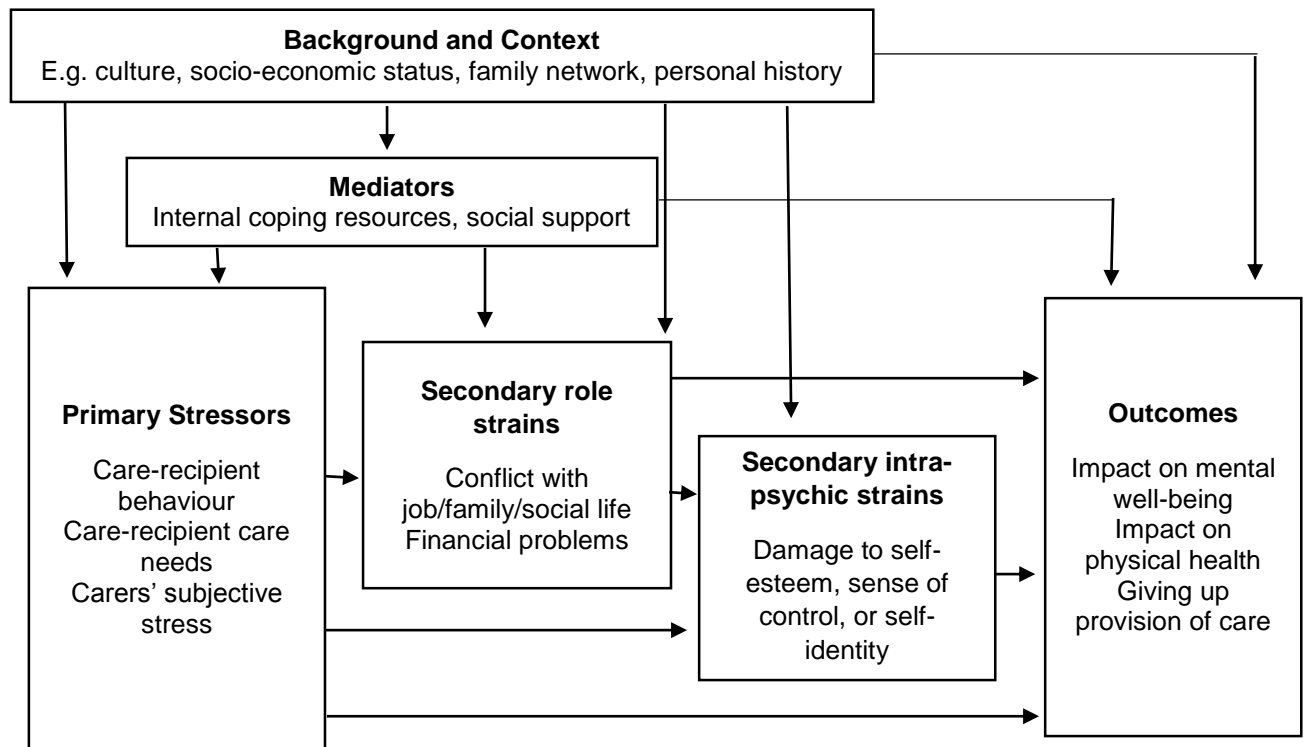 Background and Context
E.g. culture, socio-economic status, family network, personal history
Mediators
Internal coping resources, social support
Primary Stressors
Care-recipient
behaviour
Care-recipient care
needs
Carers’ subjective
stress
Secondary role
strains
Conflict with
job/family/social life
Financial problems
Secondary intra-
psychic strains
Damage to self-
esteem, sense of
control, or self-
identity
Outcomes
Impact on mental
well-being
Impact on
physical health
Giving up
provision of care